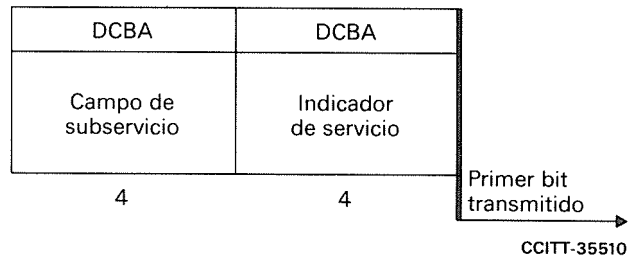 DCBA
DCBA
Campo de
subservicio
Indicador
de servicio
4
4
Primer bit
transmitido
CCITT-35510